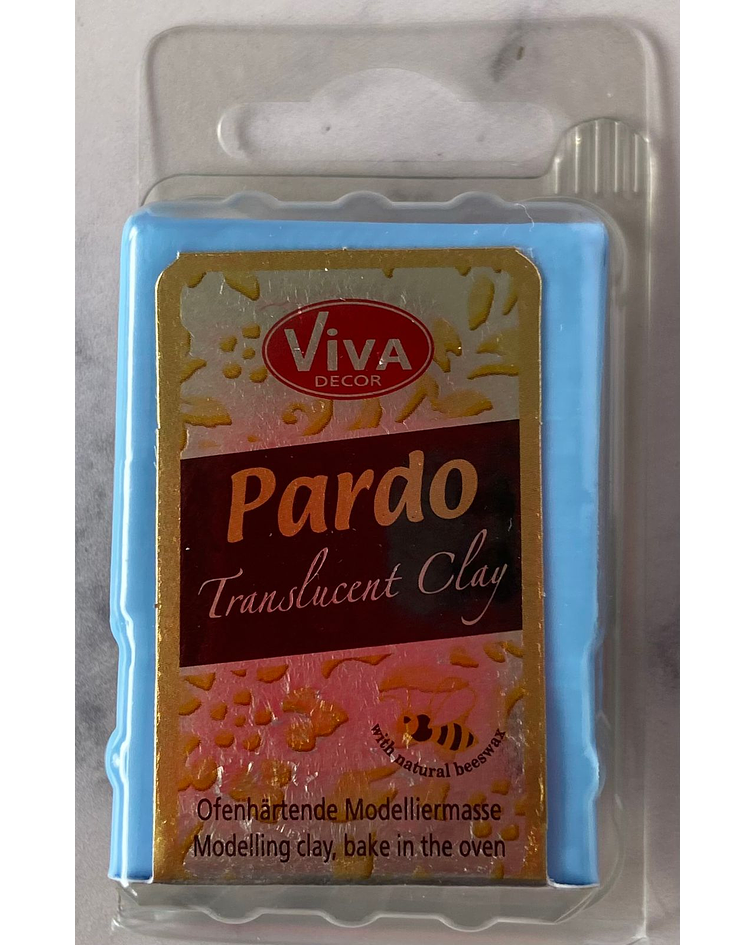 ViVA
DECOR
Pardo
Translucent Clay
with natural beeswax
Ofenhärtende Modelliermasse
Modelling clay, bake in the oven